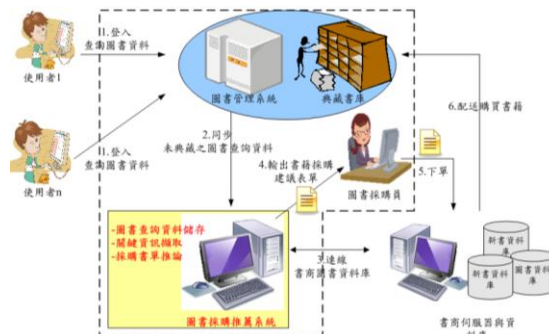 1.登入
查詢圖書資料
使用者1
圖書管理系統
典藏書庫
6.配送購買書籍
1.登入
查詢圖書資料
使用者n
2.同步
未典藏之圖書查詢資料
4.輸出書籍採購
建議表單
圖書採購員
5.下單
-圖書查詢資料儲存
-關鍵資訊擷取
-採購書單推論
圖書採購推薦系統
3.連線
書商圖書資料庫
新書資料庫
新書資料庫
圖書資料庫
書商伺服器與資料庫